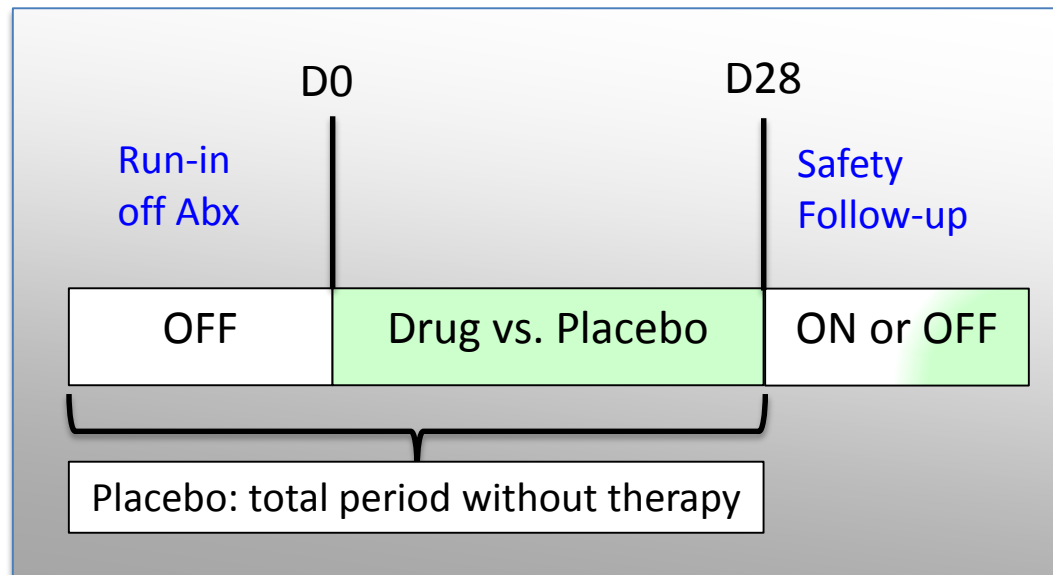 D0
D28
Run-in
off Abx
Safety
Follow-up
OFF
Drug vs. Placebo
ON or OFF
Placebo: total period without therapy